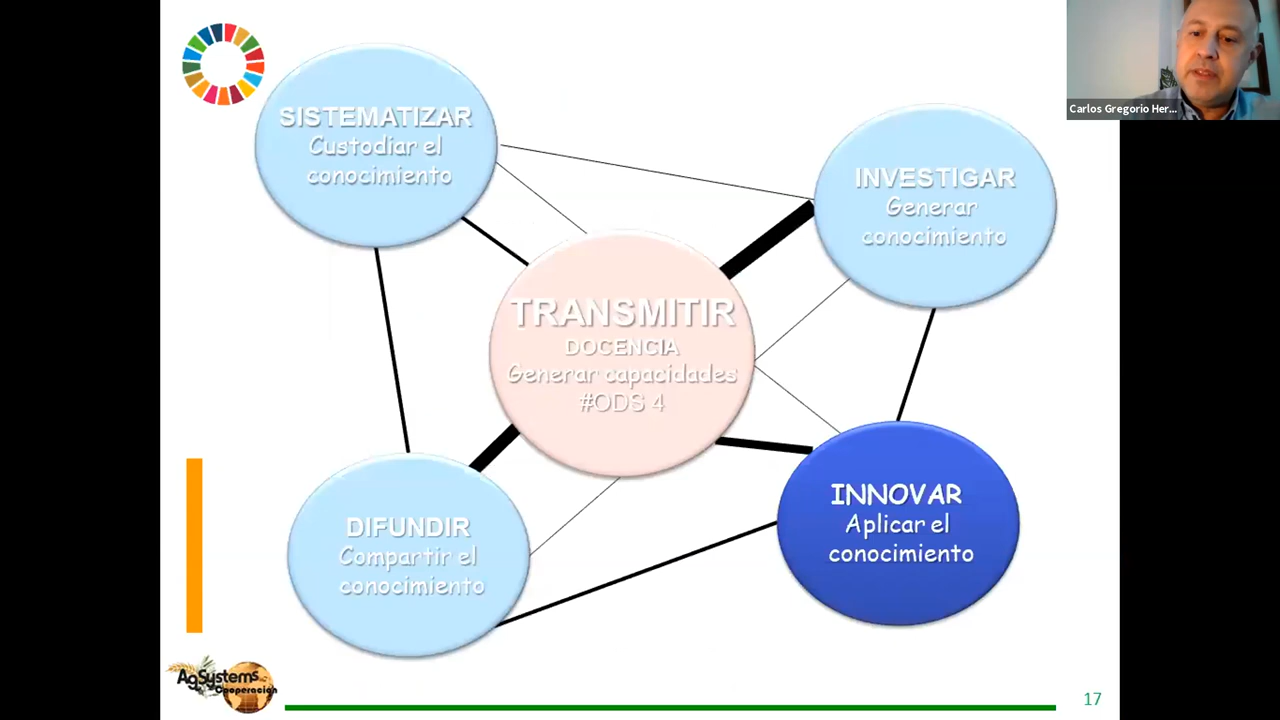 SISTEMATIZAR
Custodiar el
conocimiento
INVESTIGAR
Generar
conocimiento
TRANSMITIR
DOCENCIA
Generar capacidades
#ODS 4
DIFUNDIR
Compartir el
conocimiento
INNOVAR
Aplicar el
conocimiento
AgSystems
Cooperación
17
Carlos Gregorio Her...